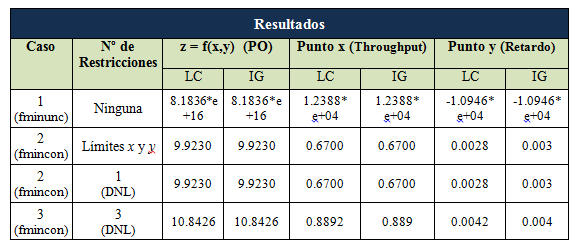 Resultados
Caso Nº de Restricciones z = f(x,y) (PO) Punto x (Throughput) Punto y (Retardo)
LC IG LC IG LC IG
1 (fminunc) Ninguna 8.1836*e+16 8.1836*e+16 1.2388*e+04 1.2388*e+04 -1.0946*e+04 -1.0946*e+04
2 (fmincon) Límites x y y 9.9230 9.9230 0.6700 0.6700 0.0028 0.003
2 (fmincon) 1 (DNL) 9.9230 9.9230 0.6700 0.6700 0.0028 0.003
3 (fmincon) 3 (DNL) 10.8426 10.8426 0.8892 0.889 0.0042 0.004